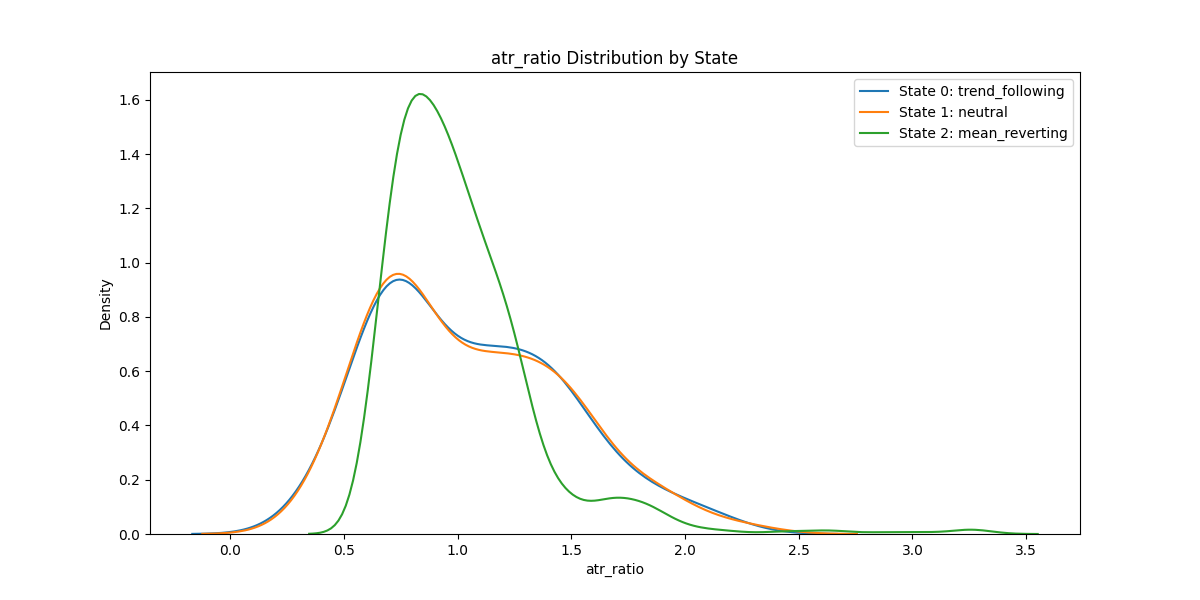 atr_ratio Distribution by State
State 0: trend_following
State 1: neutral
State 2: mean_reverting
Density
1.6
1.4
1.2
1.0
0.8
0.6
0.4
0.2
0.0
0.0 0.5 1.0 1.5 2.0 2.5 3.0 3.5
atr_ratio